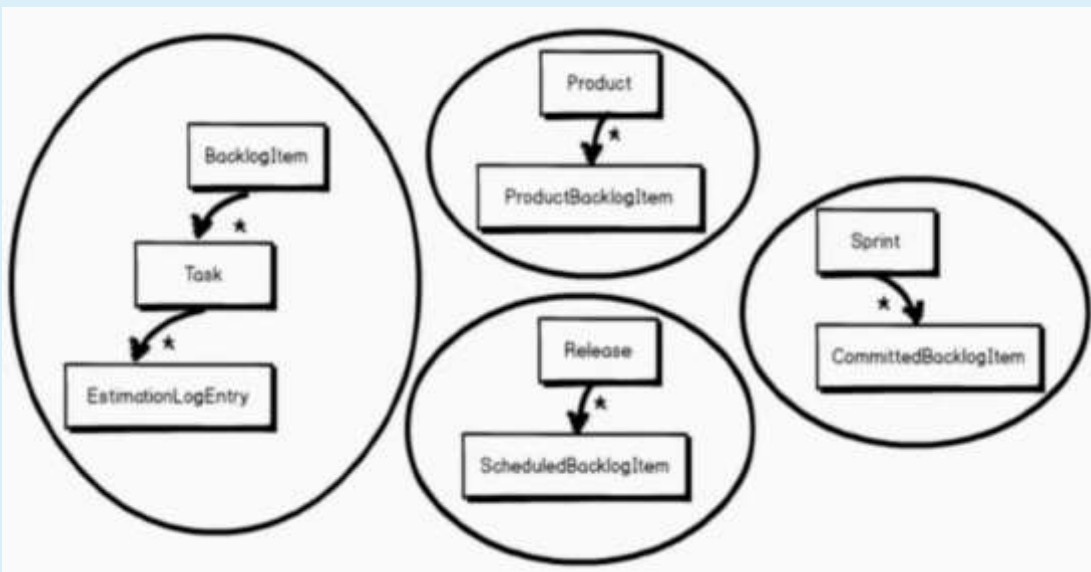 BacklogItem
*
Task
*
EstimationLogEntry
Product
*
ProductBacklogItem
Release
*
ScheduledBacklogItem
Sprint
*
CommittedBacklogItem